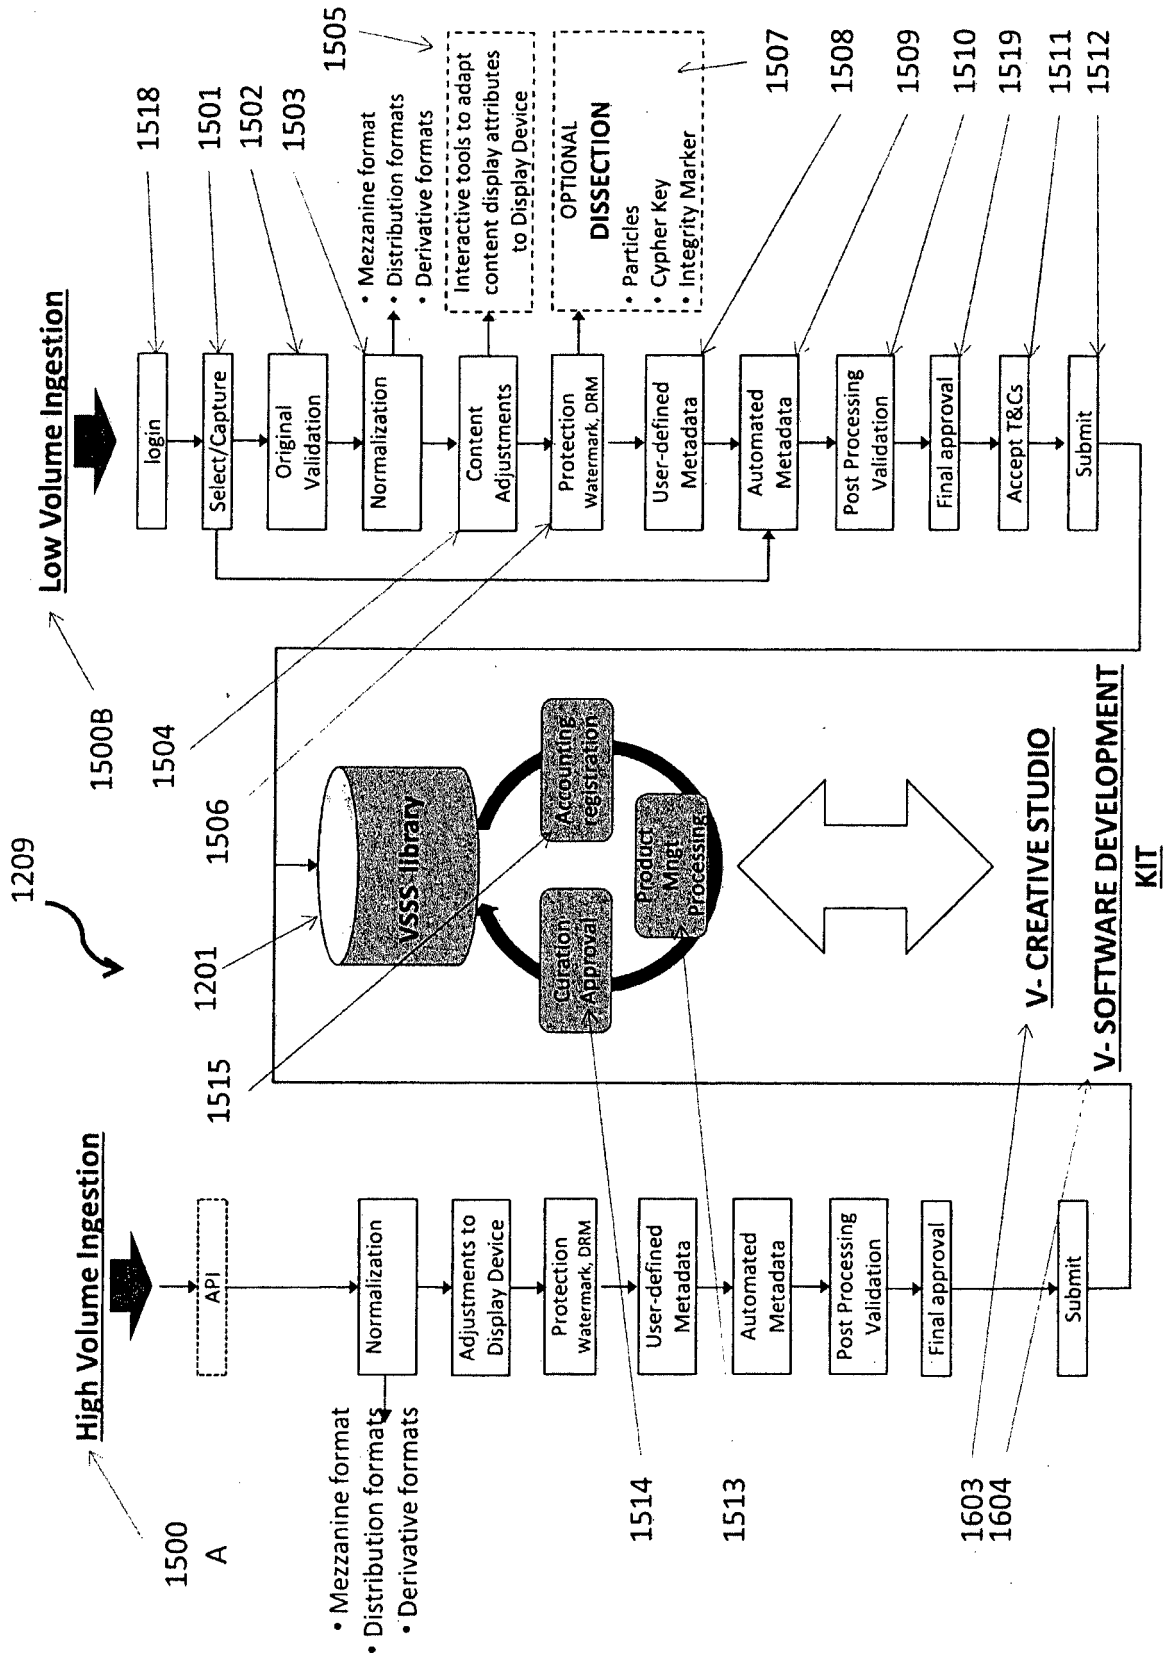 1209
High Volume Ingestion
1500
A
API
Normalization
• Mezzanine format
• Distribution formats
• Derivative formats
Adjustments to
Display Device
Protection
Watermark, DRM
User-defined
Metadata
Automated
Metadata
Post Processing
Validation
Final approval
Submit
1515
1201
VSSS library
Accounting
registration
Product
Mngt
Processing
Curation
Approval
1514
1513
1603
1604
V- CREATIVE STUDIO
V- SOFTWARE DEVELOPMENT
KIT
Low Volume Ingestion
1500B
1504
1506
login
Select/Capture
Original
Validation
Normalization
• Mezzanine format
• Distribution formats
• Derivative formats
Content
Adjustments
Interactive tools to adapt
content display attributes
to Display Device
Protection
Watermark, DRM
OPTIONAL
DISSECTION
• Particles
• Cypher Key
• Integrity Marker
User-defined
Metadata
Automated
Metadata
Post Processing
Validation
Final approval
Accept T&Cs
Submit
1518
1501
1502
1503
1505
1507
1508
1509
1510
1519
1511
1512